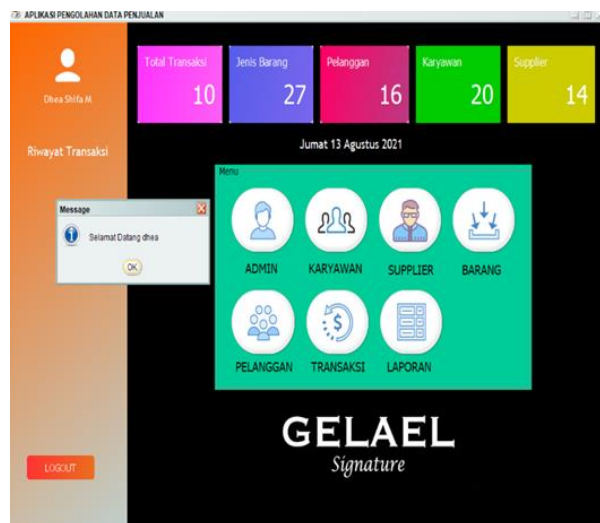 APLIKASI PENGOLAHAN DATA PENJUALAN
Dhea Shifa M
Riwayat Transaksi
LOGOUT
Total Transaksi
10
Jenis Barang
27
Pelanggan
16
Karyawan
20
Supplier
14
Jumat 13 Agustus 2021
Menu
ADMIN
KARYAWAN
SUPPLIER
BARANG
PELANGGAN
TRANSAKSI
LAPORAN
Message
Selamat Datang dhea
OK
GELAEL
Signature